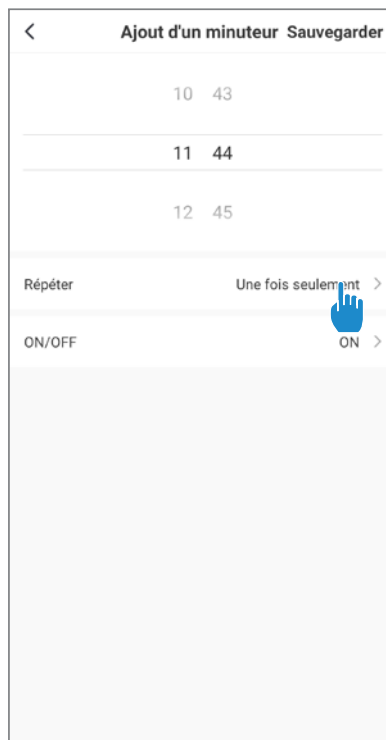 Ajout d'un minuteur Sauvegarder
10 43
11 44
12 45
Répéter Une fois seulement
ON/OFF ON